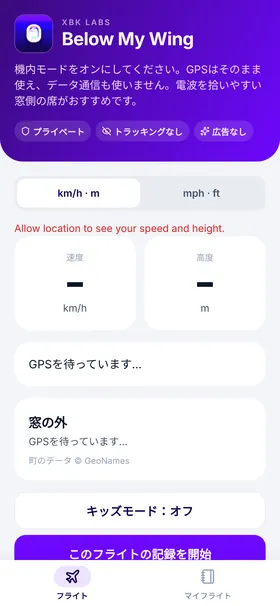 XBK LABS
Below My Wing
機内モードをオンにしてください。GPSはそのまま
使え、データ通信も使いません。電波を拾いやすい
窓側の席がおすすめです。
プライベート
トラッキングなし
広告なし
km/h · m
mph · ft
Allow location to see your speed and height.
速度
高度
–
–
km/h
m
GPSを待っています...
窓の外
GPSを待っています...
町のデータ © GeoNames
キッズモード：オフ
このフライトの記録を開始
フライト
マイフライト